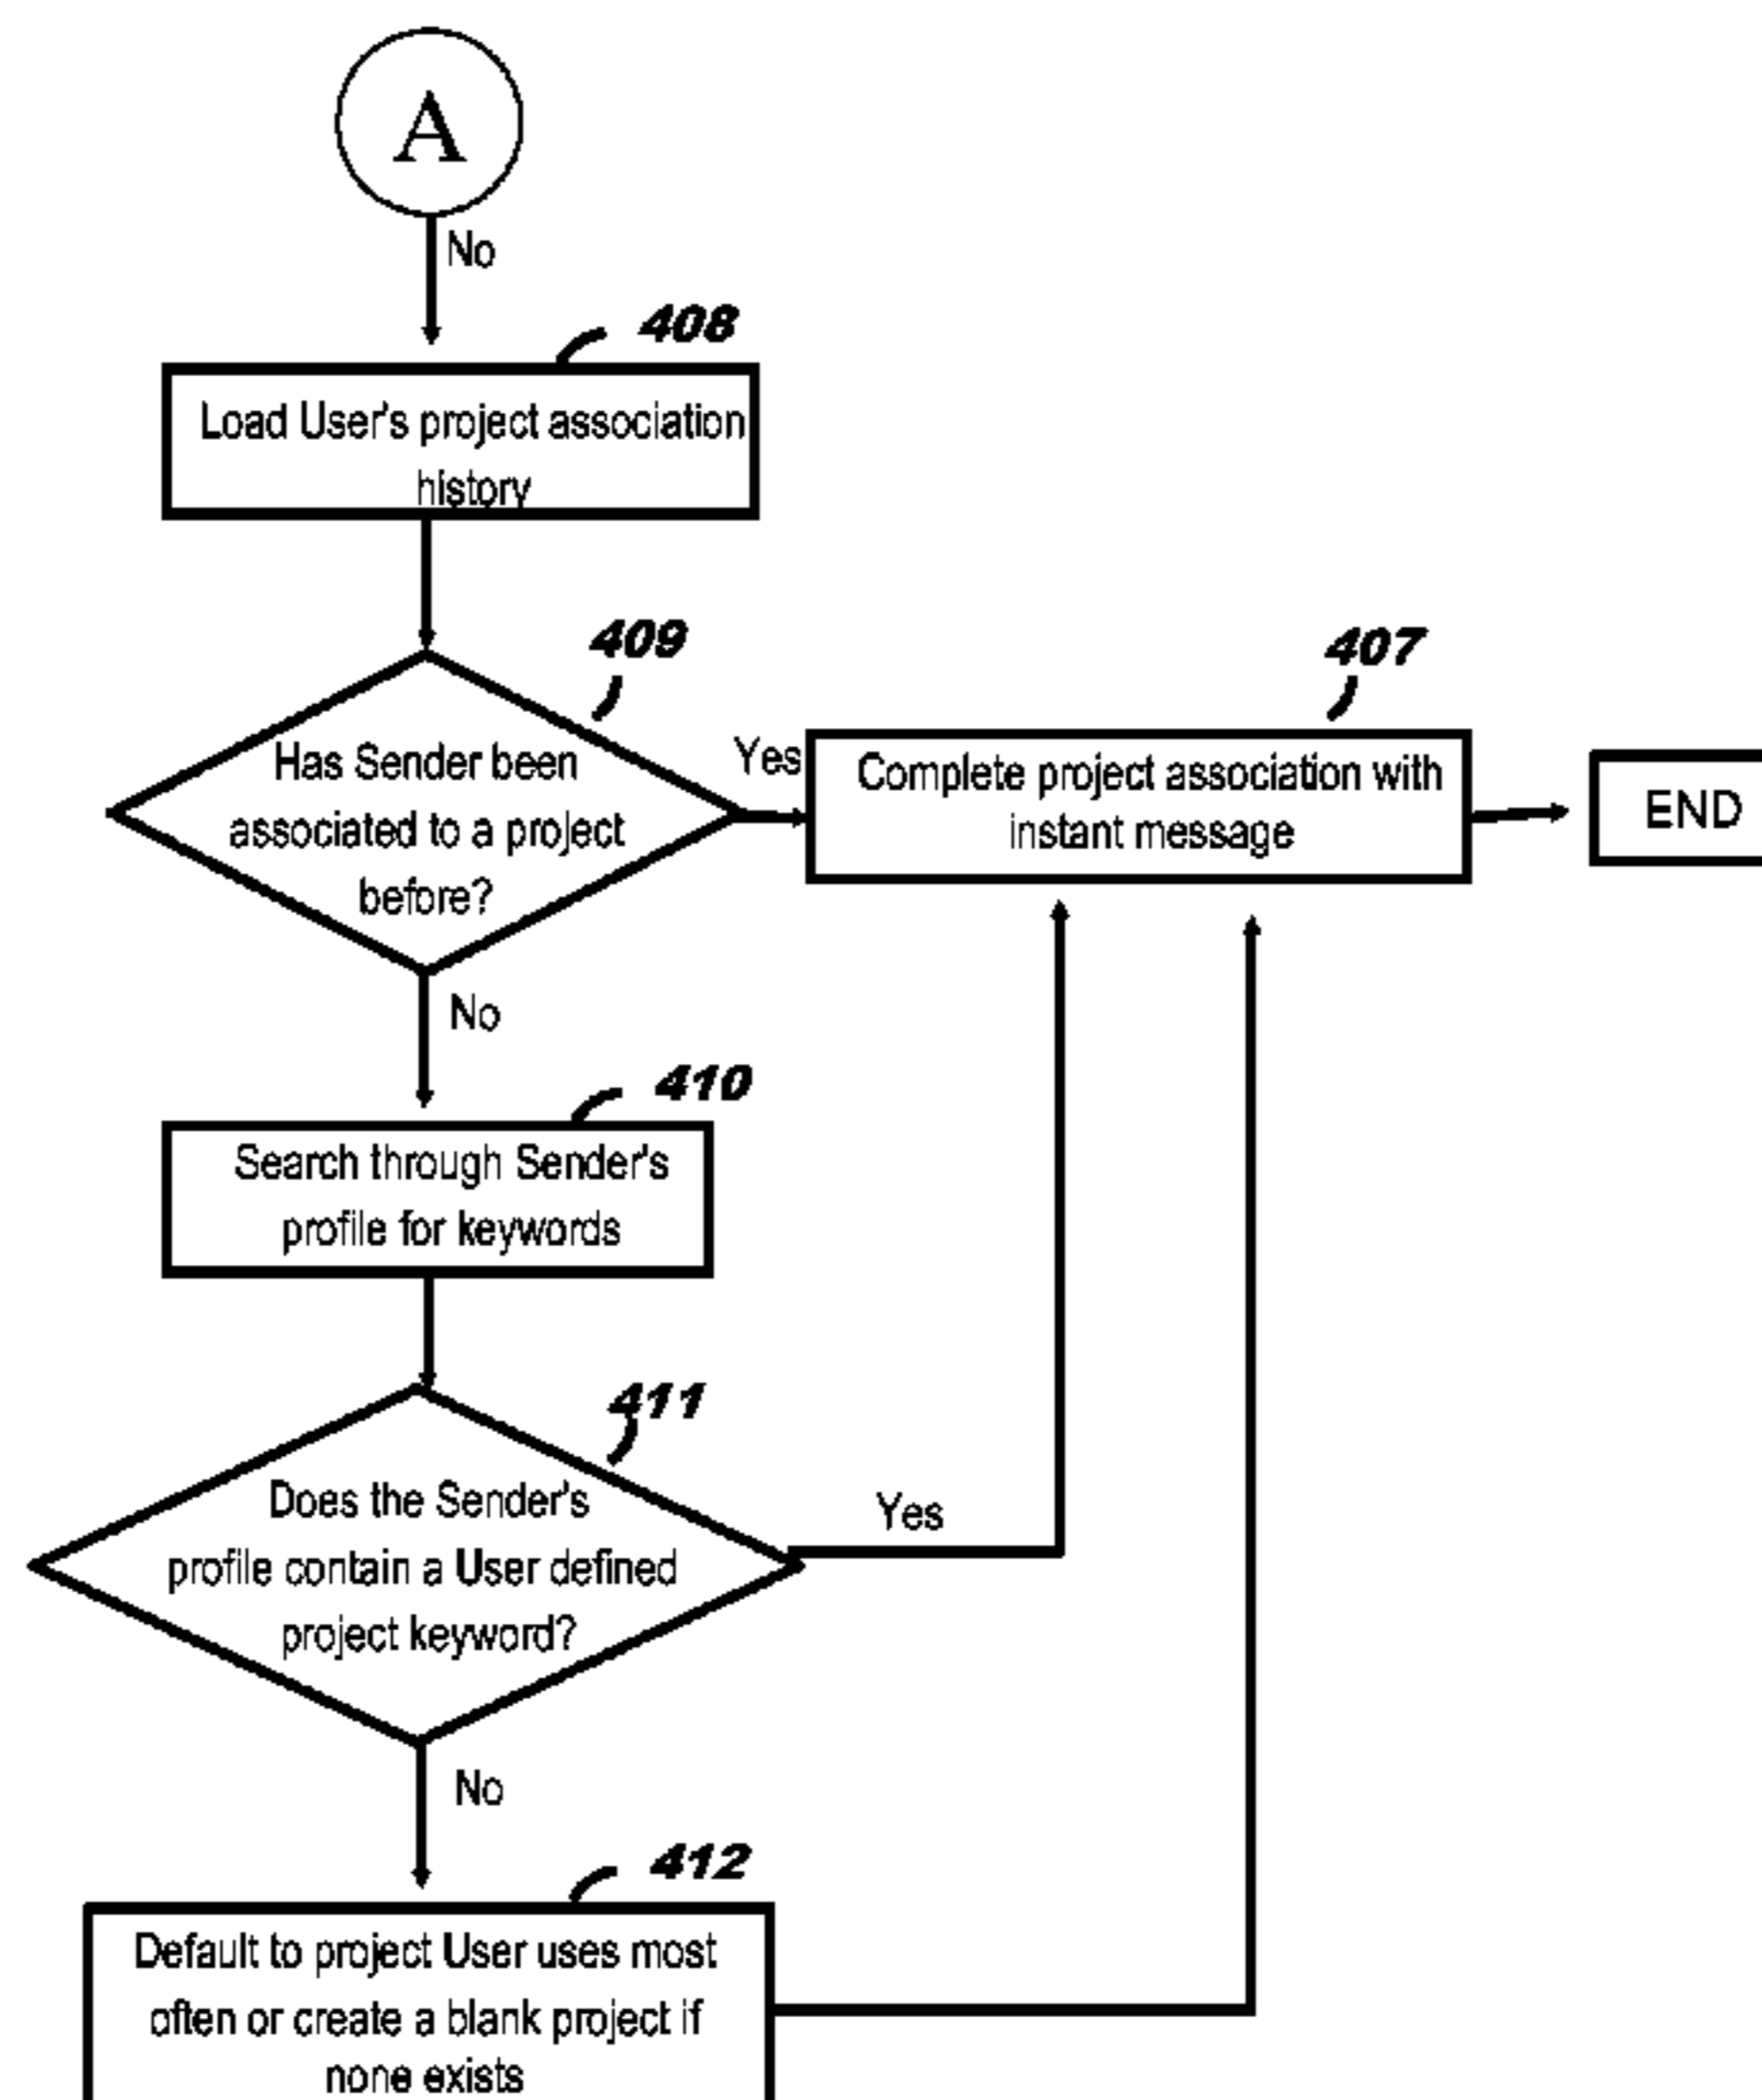 A
No
408
Load User's project association
history
409
Has Sender been
associated to a project
before?
Yes
407
Complete project association with
instant message
END
No
410
Search through Sender's
profile for keywords
411
Does the Sender's
profile contain a User defined
project keyword?
Yes
No
412
Default to project User uses most
often or create a blank project if
none exists